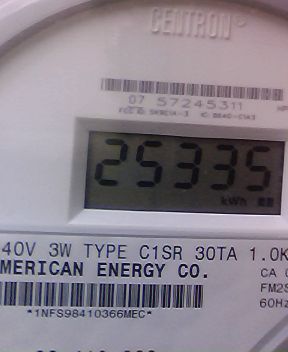 CENTRON®
07 57245311
25335
kWh
40V 3W TYPE C1SR 30TA 1.0K
MERICAN ENERGY CO.
CA
FM2S
60Hz
*1NFS98410366MEC*